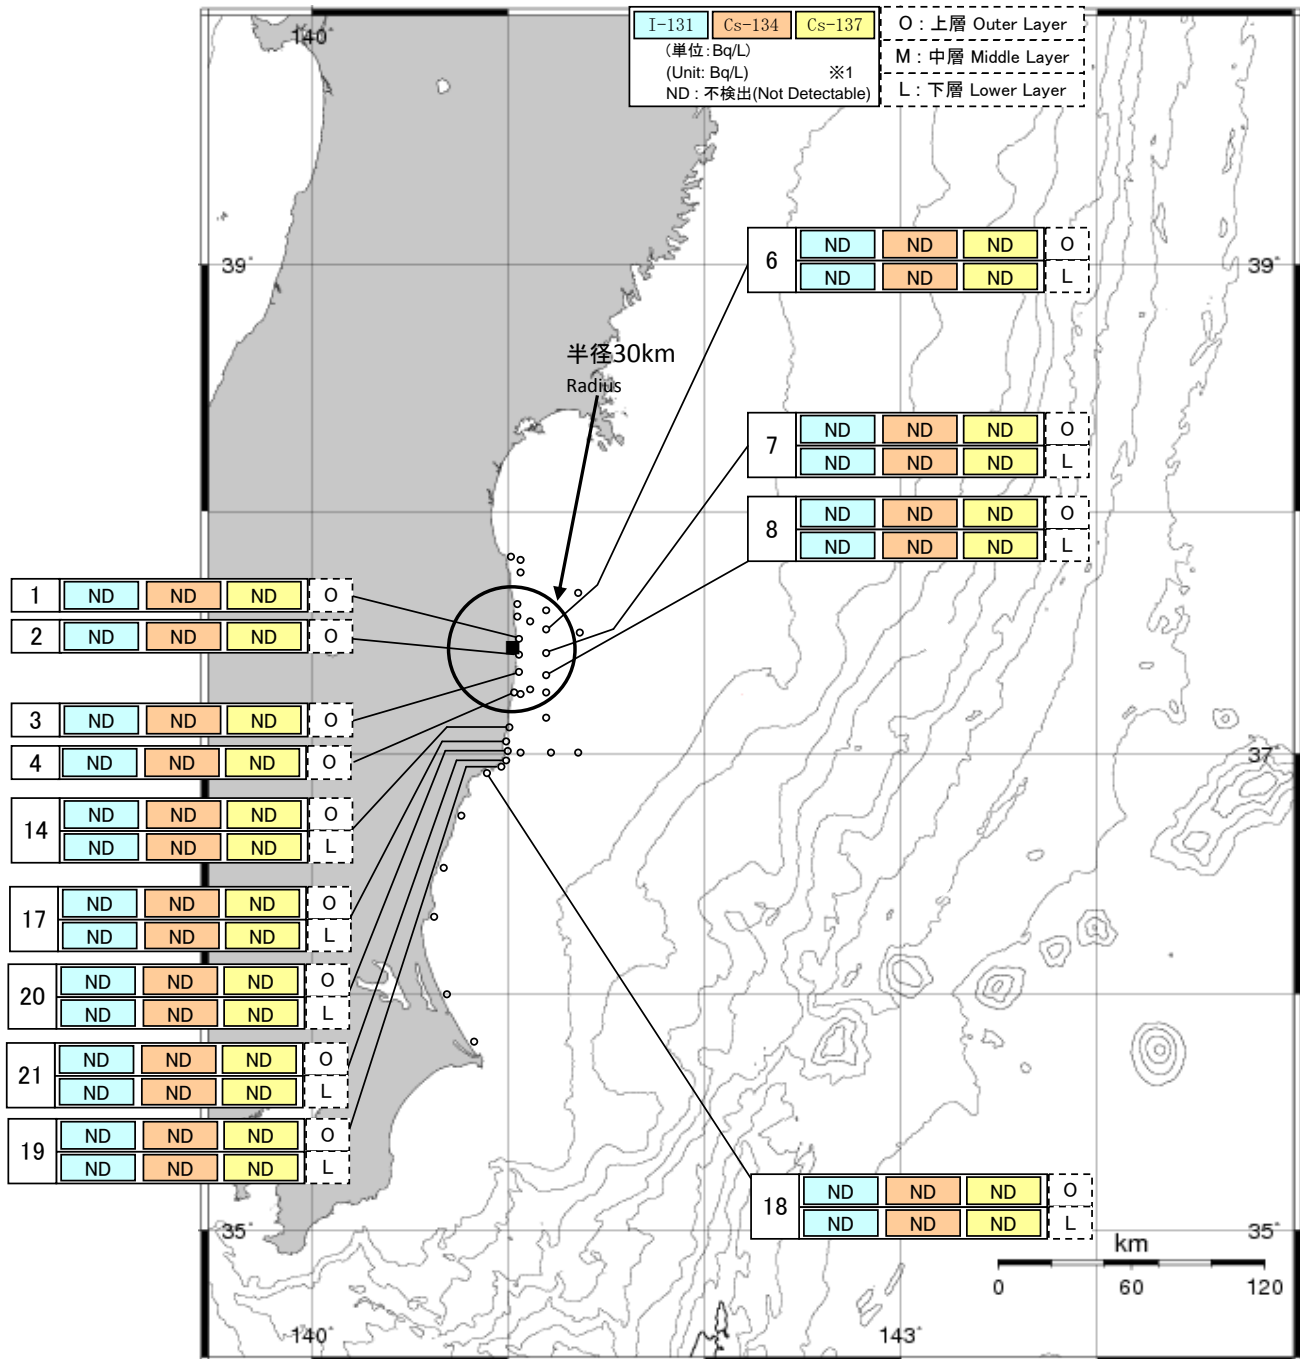 140°
I-131 Cs-134 Cs-137
(単位:Bq/L)
(Unit: Bq/L) ※1
ND : 不検出(Not Detectable)
O : 上層 Outer Layer
M : 中層 Middle Layer
L : 下層 Lower Layer
39°
39°
6
ND ND ND O
ND ND ND L
半径30km
Radius
7
ND ND ND O
ND ND ND L
8
ND ND ND O
ND ND ND L
1 ND ND ND O
2 ND ND ND O
3 ND ND ND O
4 ND ND ND O
37°
14
ND ND ND O
ND ND ND L
17
ND ND ND O
ND ND ND L
20
ND ND ND O
ND ND ND L
21
ND ND ND O
ND ND ND L
19
ND ND ND O
ND ND ND L
18
ND ND ND O
ND ND ND L
35°
35°
km
0 60 120
140°
143°